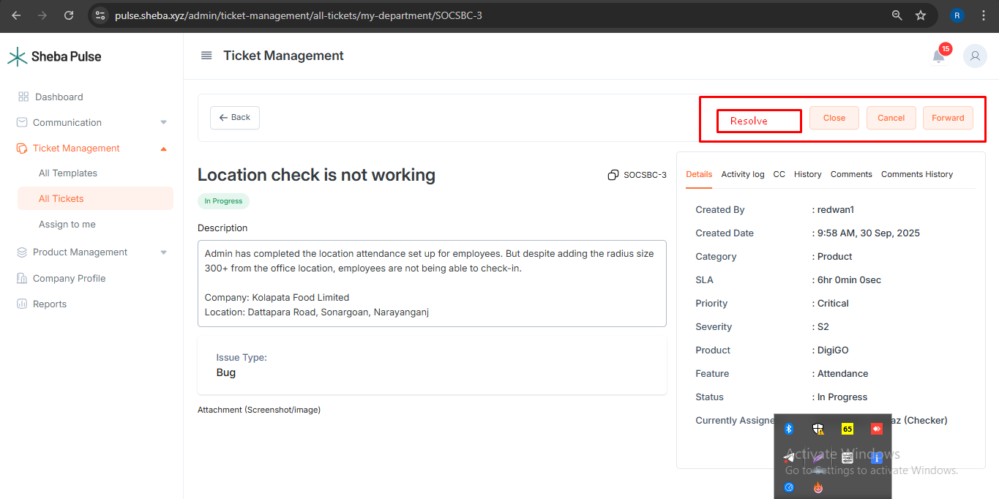 pulse.sheba.xyz/admin/ticket-management/all-tickets/my-department/SOCSBC-3
R
Sheba Pulse
Ticket Management
15
Dashboard
Communication
Ticket Management
All Templates
All Tickets
Assign to me
Product Management
Company Profile
Reports
Back
Resolve
Close
Cancel
Forward
Location check is not working
SOCSBC-3
In Progress
Description
Admin has completed the location attendance set up for employees. But despite adding the radius size
300+ from the office location, employees are not being able to check-in.
Company: Kolapata Food Limited
Location: Dattapara Road, Sonargoan, Narayanganj
Issue Type:
Bug
Attachment (Screenshot/image)
Details Activity log CC History Comments Comments History
Created By : redwan1
Created Date : 9:58 AM, 30 Sep, 2025
Category : Product
SLA : 6hr 0min 0sec
Priority : Critical
Severity : S2
Product : DigiGO
Feature : Attendance
Status : In Progress
Currently Assigne az (Checker)
65
Activate Windows
Go to Settings to activate Windows.